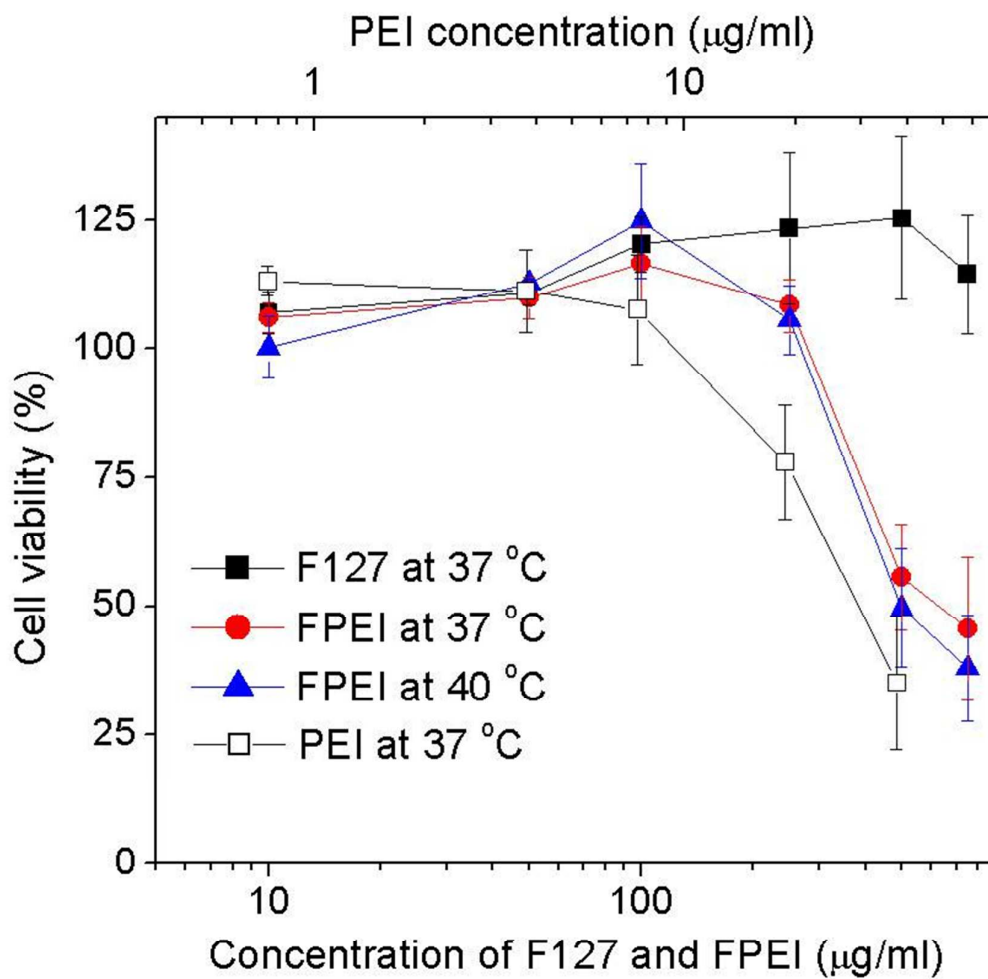 PEI concentration (μg/ml)
1 10
125
100
75
50
25
0
Cell viability (%)
F127 at 37 °C
FPEI at 37 °C
FPEI at 40 °C
PEI at 37 °C
10 100
Concentration of F127 and FPEI (μg/ml)